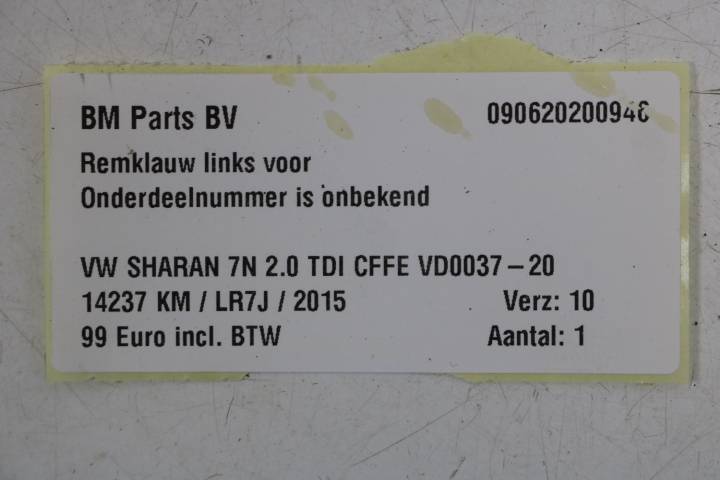 BM Parts BV 090620200946
Remklauw links voor
Onderdeelnummer is onbekend
VW SHARAN 7N 2.0 TDI CFFE VD0037-20
14237 KM / LR7J / 2015 Verz: 10
99 Euro incl. BTW Aantal: 1